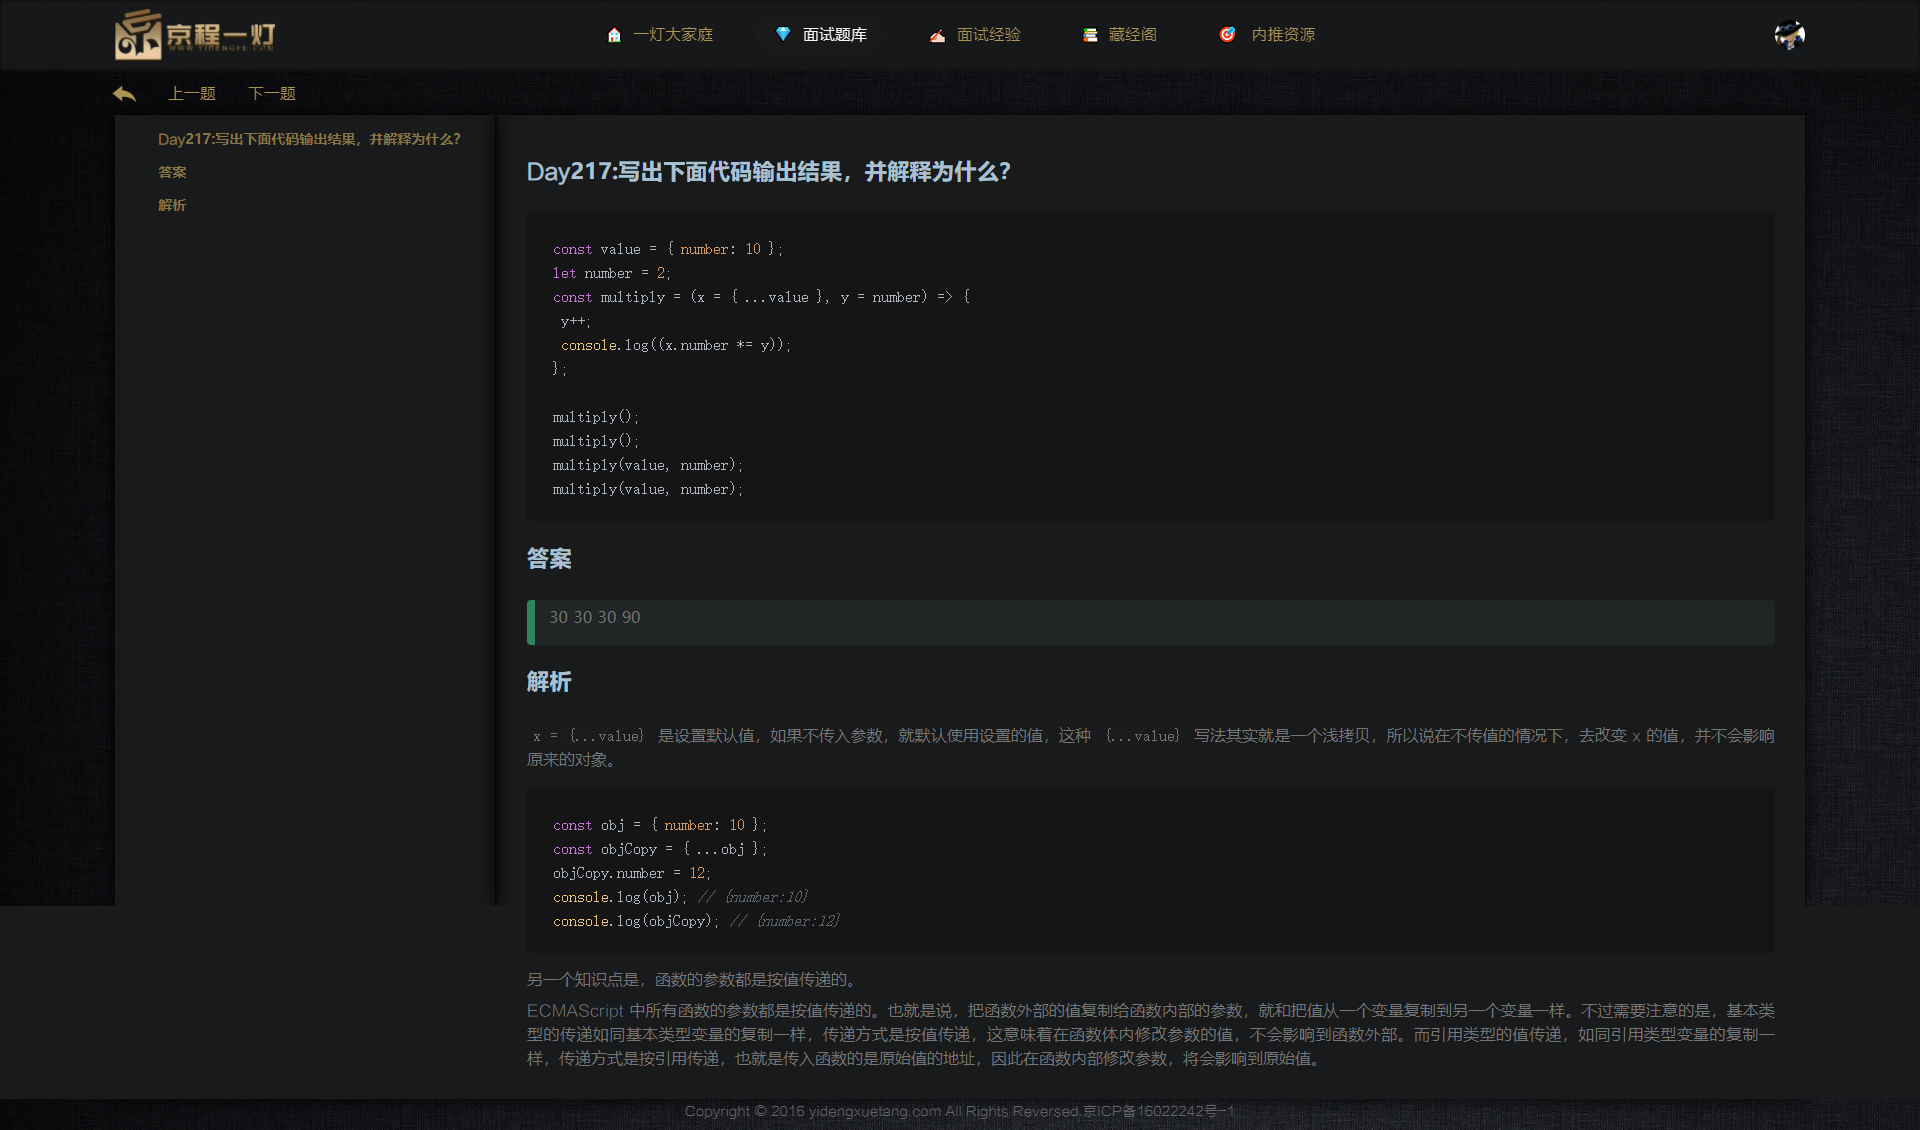 京程一灯
WWW.YIDENGFE.COM
一灯大家庭 面试题库 面试经验 藏经阁 内推资源
上一题 下一题
Day217:写出下面代码输出结果，并解释为什么？
答案
解析
Day217:写出下面代码输出结果，并解释为什么？
const value = { number: 10 };
let number = 2;
const multiply = (x = { ...value }, y = number) => {
 y++;
 console.log((x.number *= y));
};
multiply();
multiply();
multiply(value, number);
multiply(value, number);
答案
30 30 30 90
解析
x = {...value} 是设置默认值，如果不传入参数，就默认使用设置的值，这种 {...value} 写法其实就是一个浅拷贝，所以说在不传值的情况下，去改变 x 的值，并不会影响
原来的对象。
const obj = { number: 10 };
const objCopy = { ...obj };
objCopy.number = 12;
console.log(obj); // {number:10}
console.log(objCopy); // {number:12}
另一个知识点是，函数的参数都是按值传递的。
ECMAScript 中所有函数的参数都是按值传递的。也就是说，把函数外部的值复制给函数内部的参数，就和把值从一个变量复制到另一个变量一样。不过需要注意的是，基本类
型的传递如同基本类型变量的复制一样，传递方式是按值传递，这意味着在函数体内修改参数的值，不会影响到函数外部。而引用类型的值传递，如同引用类型变量的复制一
样，传递方式是按引用传递，也就是传入函数的是原始值的地址，因此在函数内部修改参数，将会影响到原始值。
Copyright © 2016 yidengxuetang.com All Rights Reversed.京ICP备16022242号-1